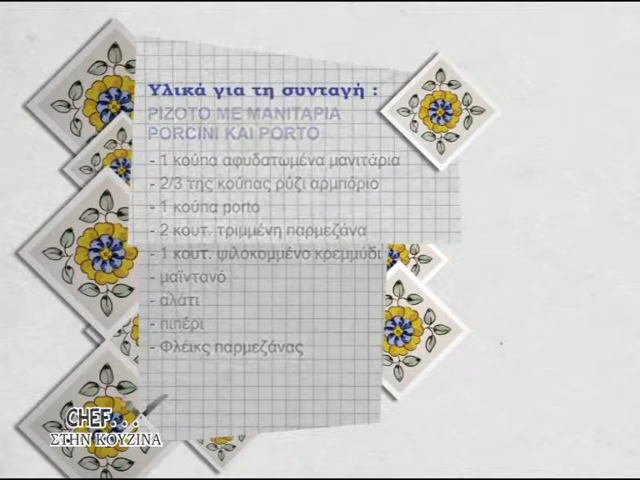 Υλικά για τη συνταγή :
ΡΙΖΟΤΟ ΜΕ ΜΑΝΙΤΑΡΙΑ
PORCINI ΚΑΙ PORTO
- 1 κούπα αφυδατωμένα μανιτάρια
- 2/3 της κούπας ρύζι αρμπόριο
- 1 κούπα porto
- 2 κουτ. τριμμένη παρμεζάνα
- 1 κουτ. ψιλοκομμένο κρεμμύδι
- μαϊντανό
- αλάτι
- πιπέρι
- Φλέικς παρμεζάνας
CHEF...
ΣΤΗΝ ΚΟΥΖΙΝΑ